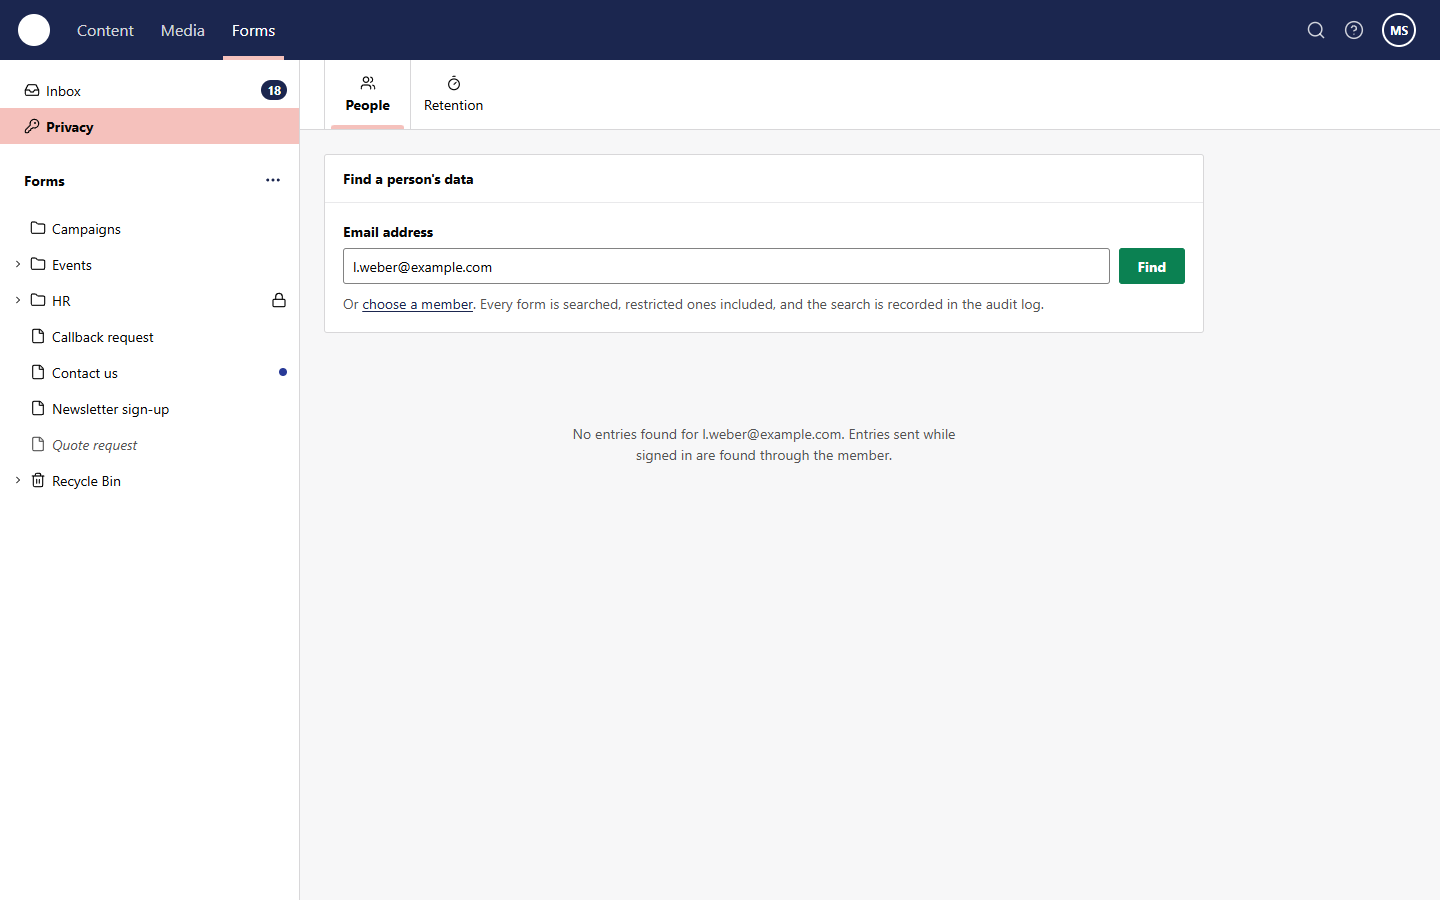 Content
Media
Forms
MS
Inbox
18
Privacy
Forms
Campaigns
Events
HR
Callback request
Contact us
Newsletter sign-up
Quote request
Recycle Bin
People
Retention
Find a person's data
Email address
l.weber@example.com
Find
Or choose a member. Every form is searched, restricted ones included, and the search is recorded in the audit log.
No entries found for l.weber@example.com. Entries sent while
signed in are found through the member.